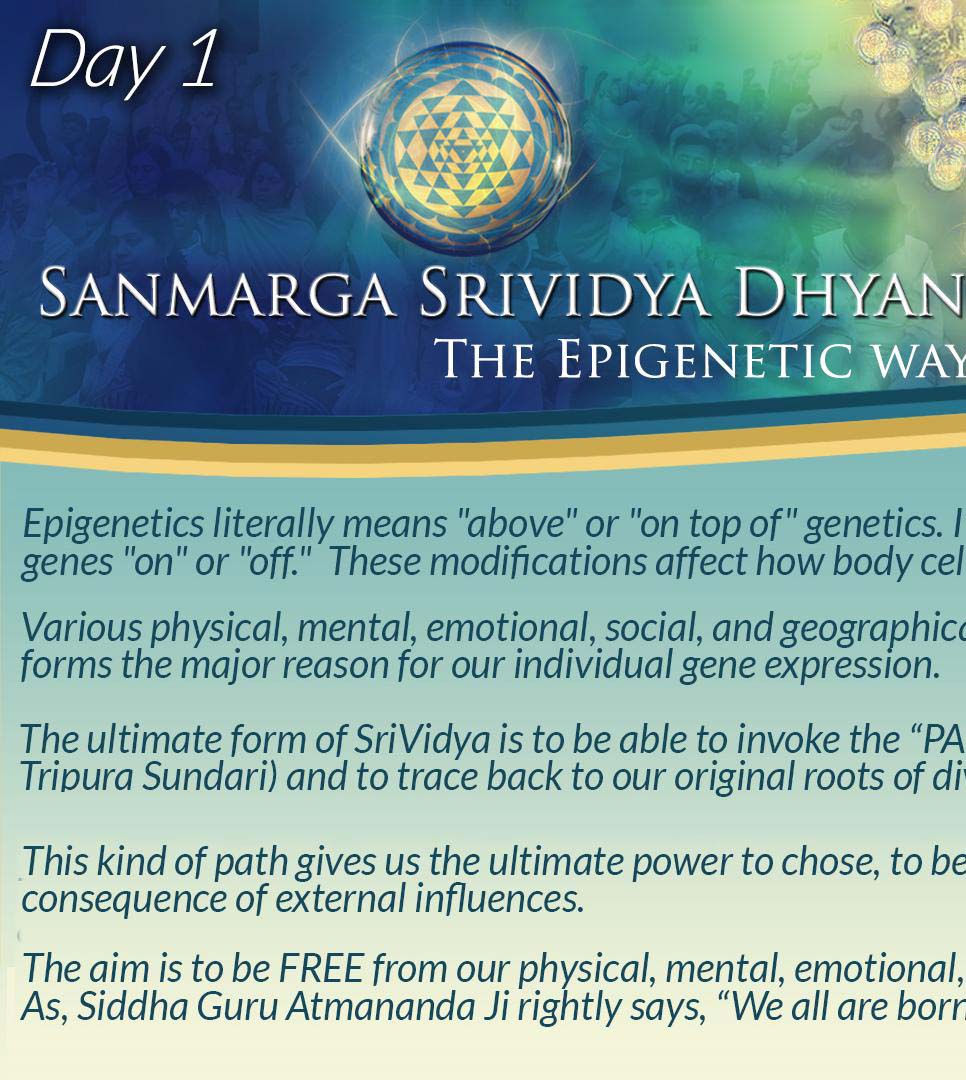 Day 1
SANMARGA SRIVIDYA DHYAN
THE EPIGENETIC WAY
Epigenetics literally means "above" or "on top of" genetics. I
genes "on" or "off." These modifications affect how body cel
Various physical, mental, emotional, social, and geographica
forms the major reason for our individual gene expression.
The ultimate form of SriVidya is to be able to invoke the “PA
Tripura Sundari) and to trace back to our original roots of div
This kind of path gives us the ultimate power to chose, to be
consequence of external influences.
The aim is to be FREE from our physical, mental, emotional,
As, Siddha Guru Atmananda Ji rightly says, “We all are born